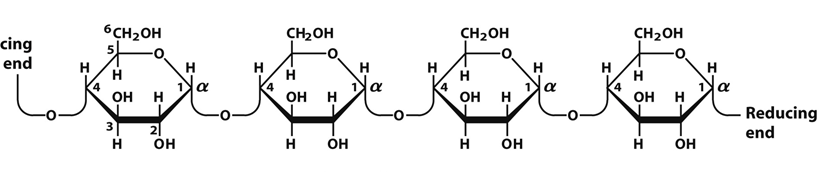 6CH2OH CH2OH CH2OH CH2OH
cing
end
5 O O O O
H H H H
H H H H H H H H
4 1 α 4 1 α 4 1 α 4 1 α
OH H OH H OH H OH H
O O O O Reducing
end
3 2
H OH H OH H OH H OH